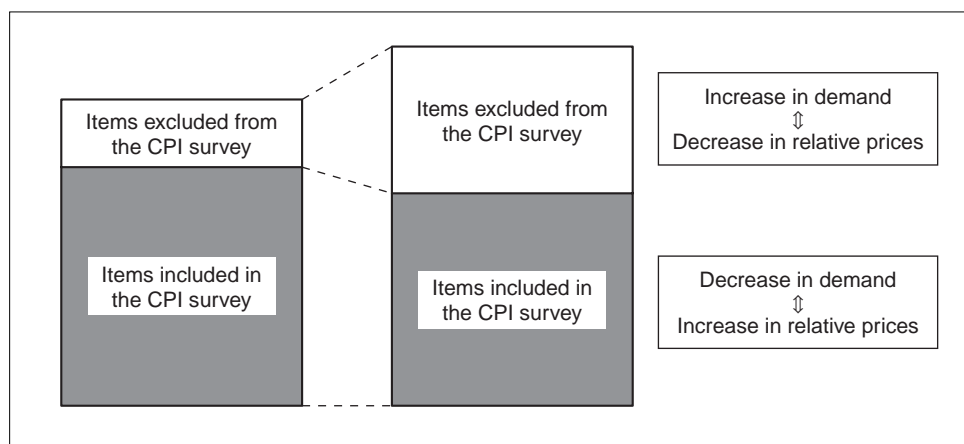 Items excluded from
the CPI survey
Items included in
the CPI survey
Items excluded from
the CPI survey
Items included in
the CPI survey
Increase in demand
⇕
Decrease in relative prices
Decrease in demand
⇕
Increase in relative prices